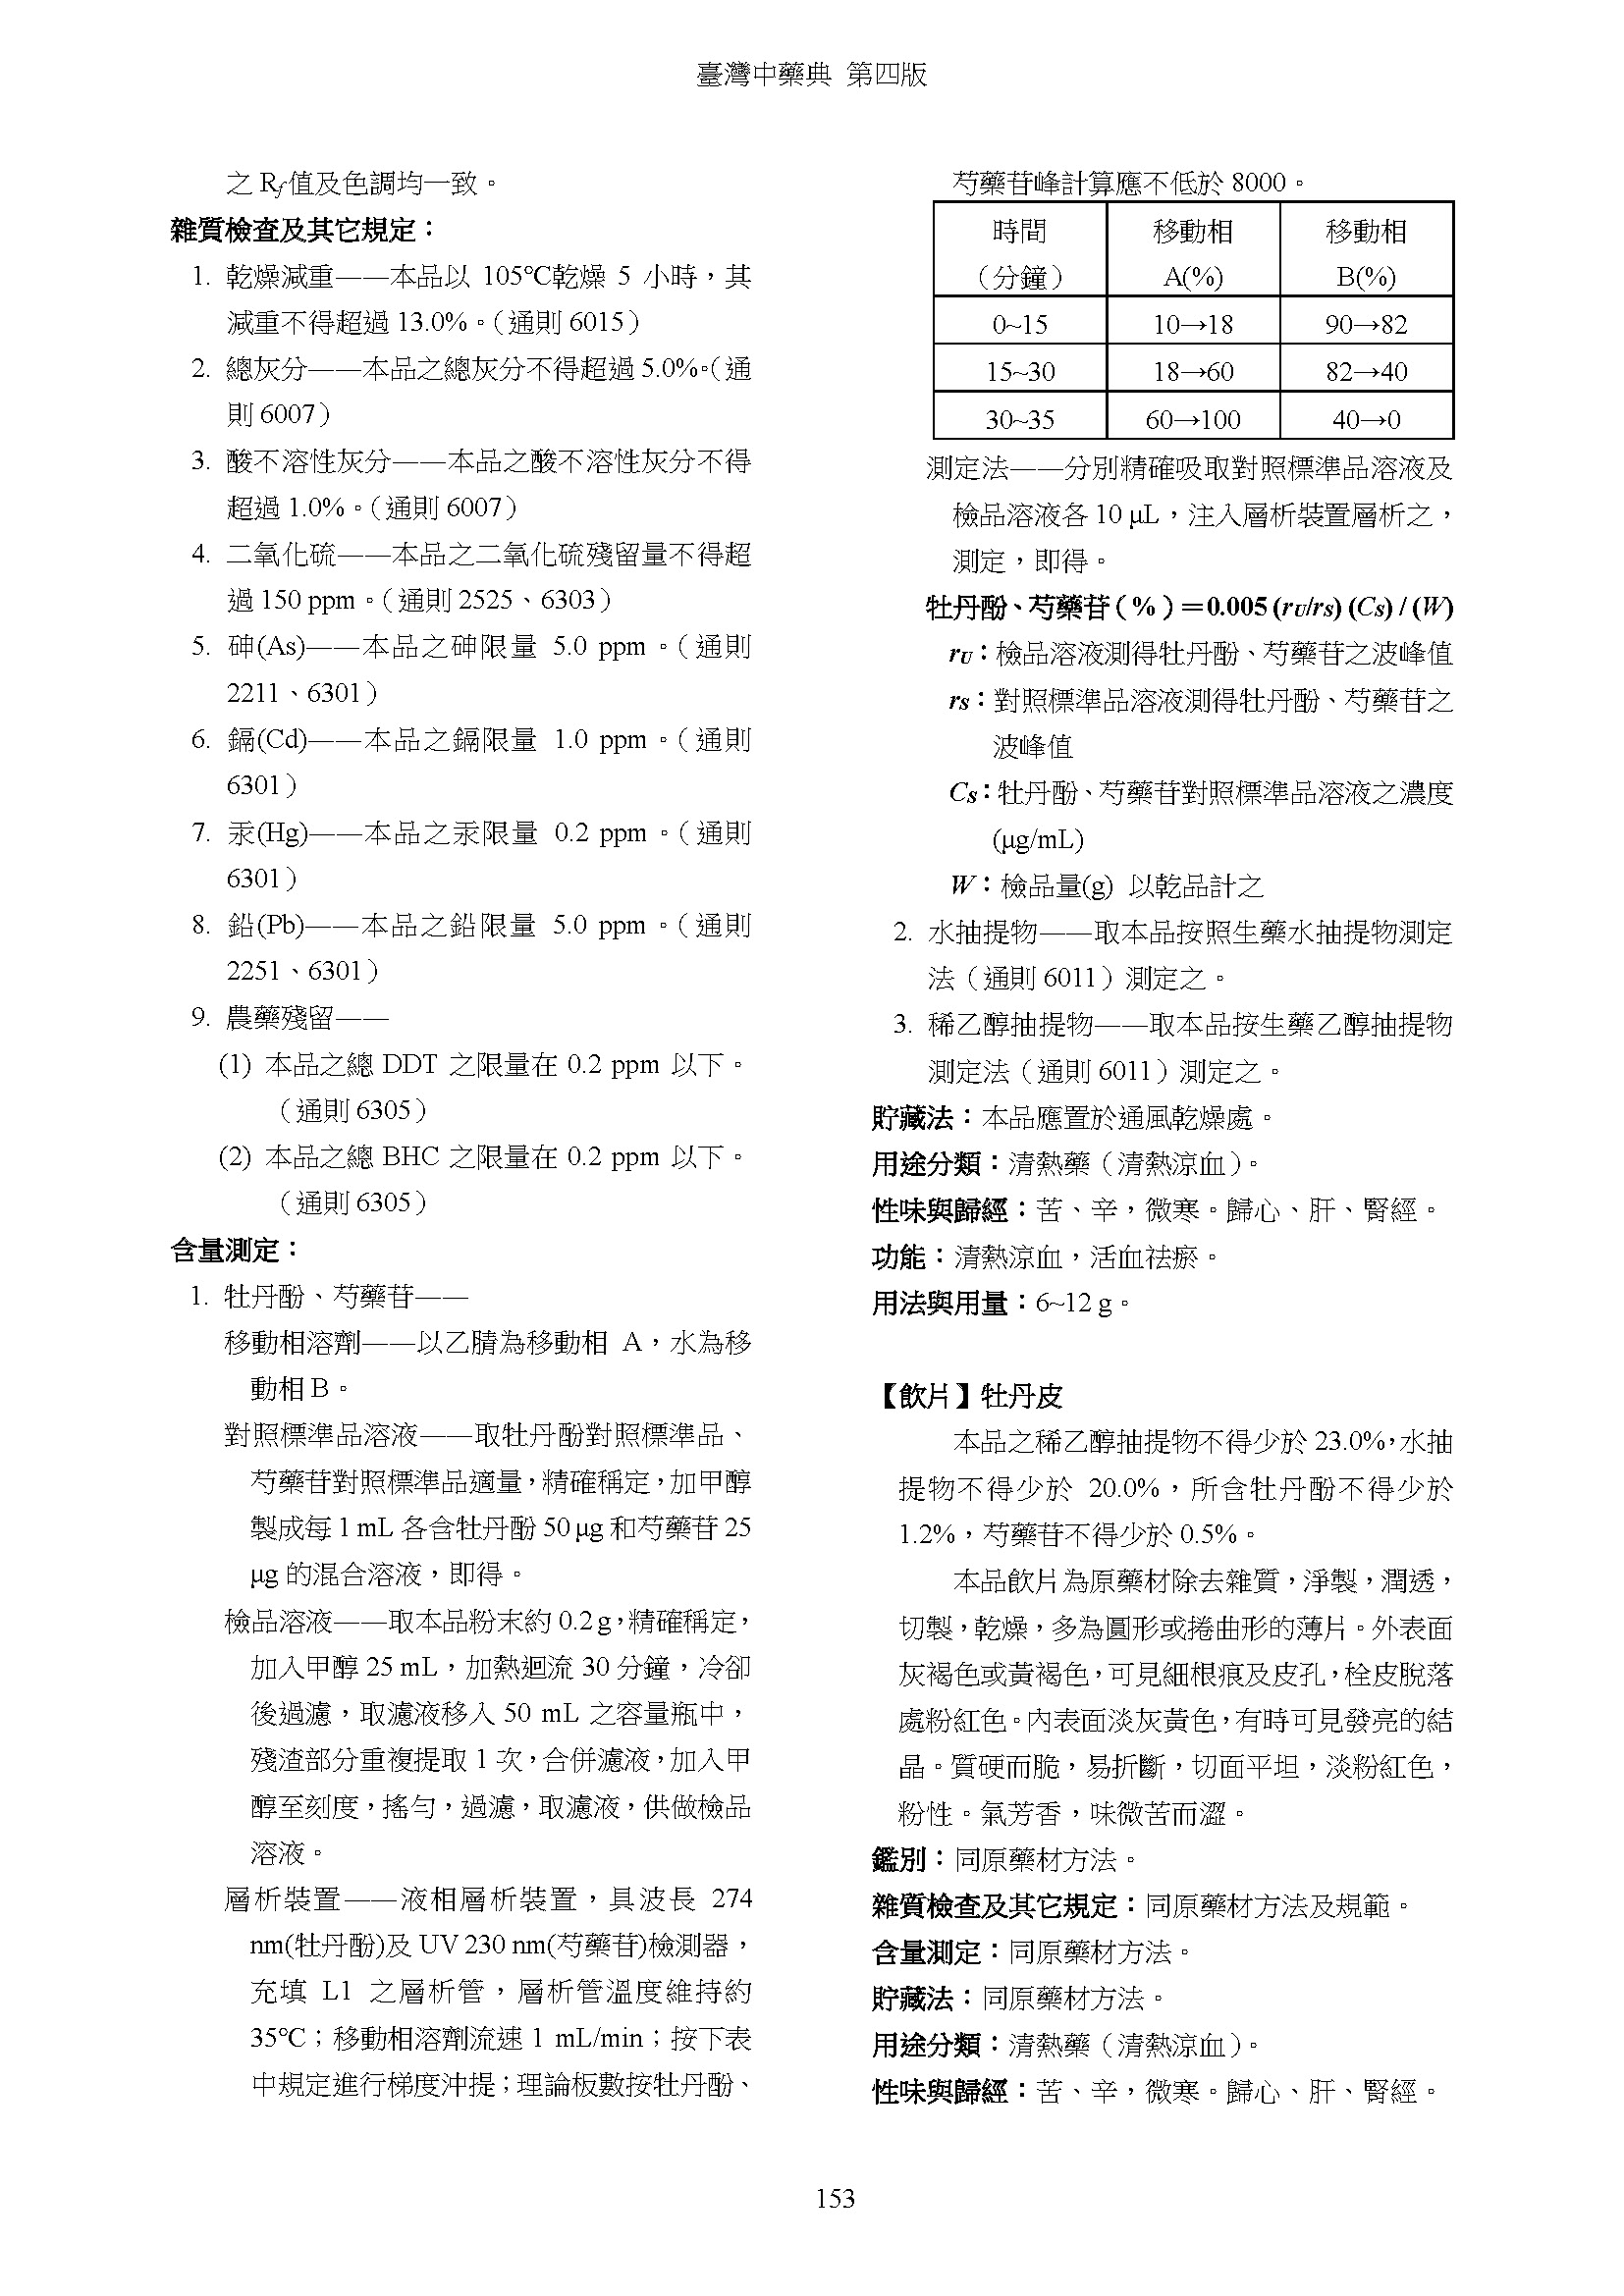 臺灣中藥典 第四版
之 Rf值及色調均一致。
雜質檢查及其它規定：
1. 乾燥減重——本品以 105℃乾燥 5 小時，其
減重不得超過 13.0%。（通則 6015）
2. 總灰分——本品之總灰分不得超過 5.0%。（通
則 6007）
3. 酸不溶性灰分——本品之酸不溶性灰分不得
超過 1.0%。（通則 6007）
4. 二氧化硫——本品之二氧化硫殘留量不得超
過 150 ppm。（通則 2525、6303）
5. 砷(As)——本品之砷限量 5.0 ppm。（通則
2211、6301）
6. 鎘(Cd)——本品之鎘限量 1.0 ppm。（通則
6301）
7. 汞(Hg)——本品之汞限量 0.2 ppm。（通則
6301）
8. 鉛(Pb)——本品之鉛限量 5.0 ppm。（通則
2251、6301）
9. 農藥殘留——
(1) 本品之總 DDT 之限量在 0.2 ppm 以下。
（通則 6305）
(2) 本品之總 BHC 之限量在 0.2 ppm 以下。
（通則 6305）
含量測定：
1. 牡丹酚、芍藥苷——
移動相溶劑——以乙腈為移動相 A，水為移
動相 B。
對照標準品溶液——取牡丹酚對照標準品、
芍藥苷對照標準品適量，精確稱定，加甲醇
製成每 1 mL 各含牡丹酚 50 μg 和芍藥苷 25
μg 的混合溶液，即得。
檢品溶液——取本品粉末約 0.2 g，精確稱定，
加入甲醇 25 mL，加熱迴流 30 分鐘，冷卻
後過濾，取濾液移入 50 mL 之容量瓶中，
殘渣部分重複提取 1 次，合併濾液，加入甲
醇至刻度，搖勻，過濾，取濾液，供做檢品
溶液。
層析裝置——液相層析裝置，具波長 274
nm(牡丹酚)及 UV 230 nm(芍藥苷)檢測器，
充填 L1 之層析管，層析管溫度維持約
35℃；移動相溶劑流速 1 mL/min；按下表
中規定進行梯度沖提；理論板數按牡丹酚、
芍藥苷峰計算應不低於 8000。
時間 移動相 移動相
（分鐘） A(%) B(%)
0~15 10→18 90→82
15~30 18→60 82→40
30~35 60→100 40→0
測定法——分別精確吸取對照標準品溶液及
檢品溶液各 10 μL，注入層析裝置層析之，
測定，即得。
牡丹酚、芍藥苷（%）＝0.005 (rU/rS) (CS) / (W)
rU：檢品溶液測得牡丹酚、芍藥苷之波峰值
rS：對照標準品溶液測得牡丹酚、芍藥苷之
波峰值
CS：牡丹酚、芍藥苷對照標準品溶液之濃度
(μg/mL)
W：檢品量(g) 以乾品計之
2. 水抽提物——取本品按照生藥水抽提物測定
法（通則 6011）測定之。
3. 稀乙醇抽提物——取本品按生藥乙醇抽提物
測定法（通則 6011）測定之。
貯藏法：本品應置於通風乾燥處。
用途分類：清熱藥（清熱涼血）。
性味與歸經：苦、辛，微寒。歸心、肝、腎經。
功能：清熱涼血，活血祛瘀。
用法與用量：6~12 g。
【飲片】牡丹皮
本品之稀乙醇抽提物不得少於 23.0%，水抽
提物不得少於 20.0%，所含牡丹酚不得少於
1.2%，芍藥苷不得少於 0.5%。
本品飲片為原藥材除去雜質，淨製，潤透，
切製，乾燥，多為圓形或捲曲形的薄片。外表面
灰褐色或黃褐色，可見細根痕及皮孔，栓皮脫落
處粉紅色。內表面淡灰黃色，有時可見發亮的結
晶。質硬而脆，易折斷，切面平坦，淡粉紅色，
粉性。氣芳香，味微苦而澀。
鑑別：同原藥材方法。
雜質檢查及其它規定：同原藥材方法及規範。
含量測定：同原藥材方法。
貯藏法：同原藥材方法。
用途分類：清熱藥（清熱涼血）。
性味與歸經：苦、辛，微寒。歸心、肝、腎經。
153